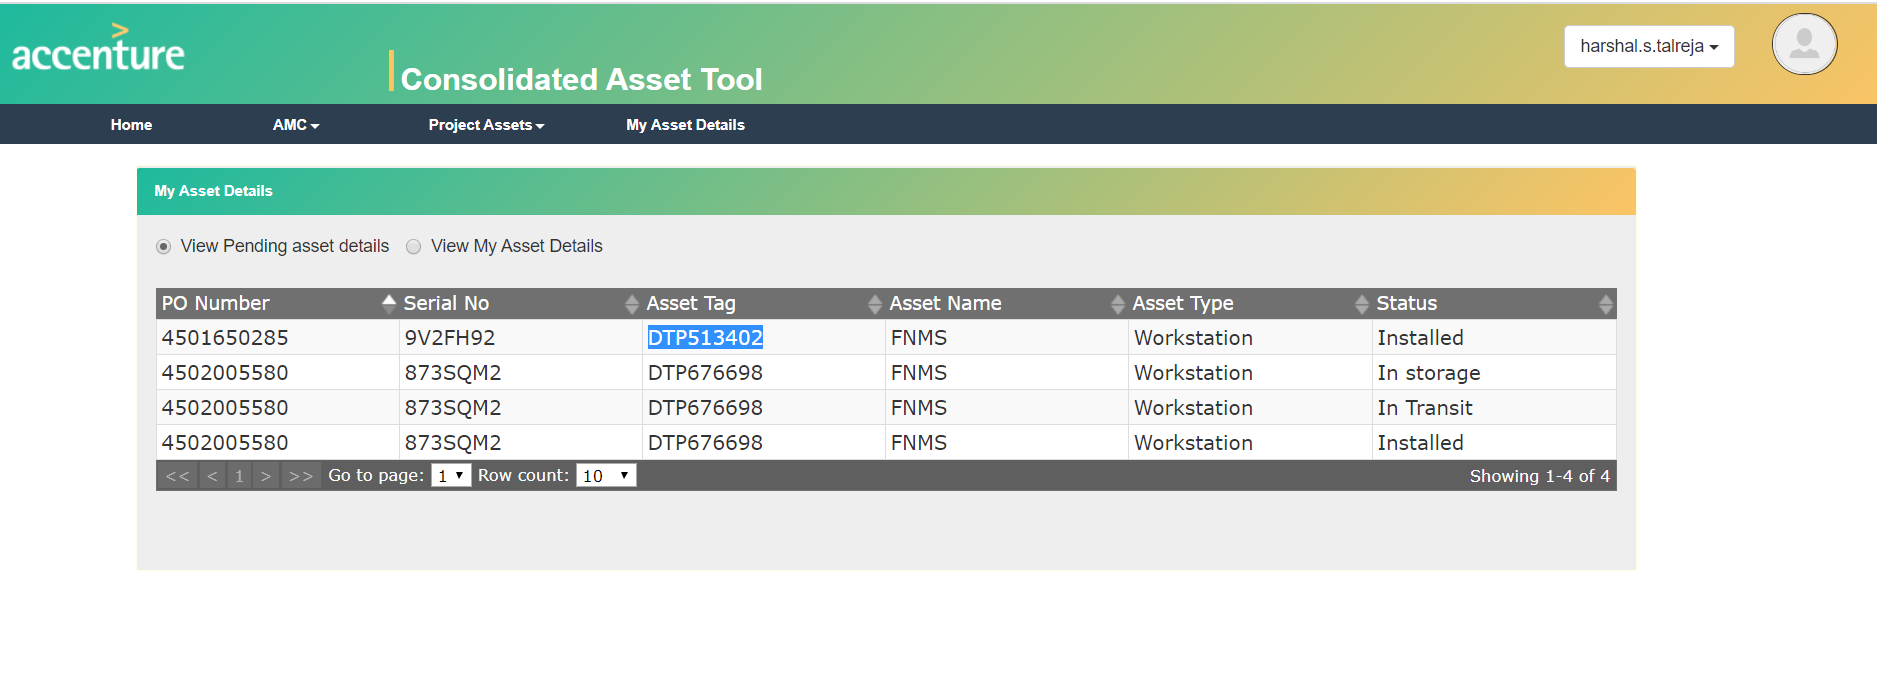 accenture
Consolidated Asset Tool
harshal.s.talreja
Home AMC Project Assets My Asset Details
My Asset Details
View Pending asset details View My Asset Details
PO Number Serial No Asset Tag Asset Name Asset Type Status
4501650285 9V2FH92 DTP513402 FNMS Workstation Installed
4502005580 873SQM2 DTP676698 FNMS Workstation In storage
4502005580 873SQM2 DTP676698 FNMS Workstation In Transit
4502005580 873SQM2 DTP676698 FNMS Workstation Installed
<< < 1 > >> Go to page: 1 Row count: 10 Showing 1-4 of 4